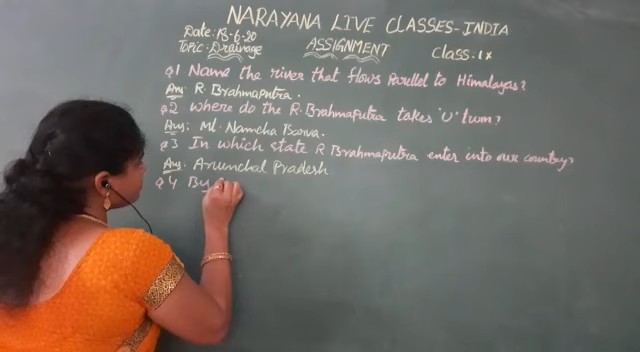 NARAYANA LIVE CLASSES-INDIA
Date: 13-6-20
Topic: Drainage ASSIGNMENT Class: IX
Q1 Name the river that flows Parallel to Himalayas?
Ans: R. Brahmaputra.
Q2 where do the R. Brahmaputra takes 'U' turn?
Ans: Mt. Namcha Barva.
Q3 In which state R Brahmaputra enter into our country?
Ans: Arunchal Pradesh
Q4 By